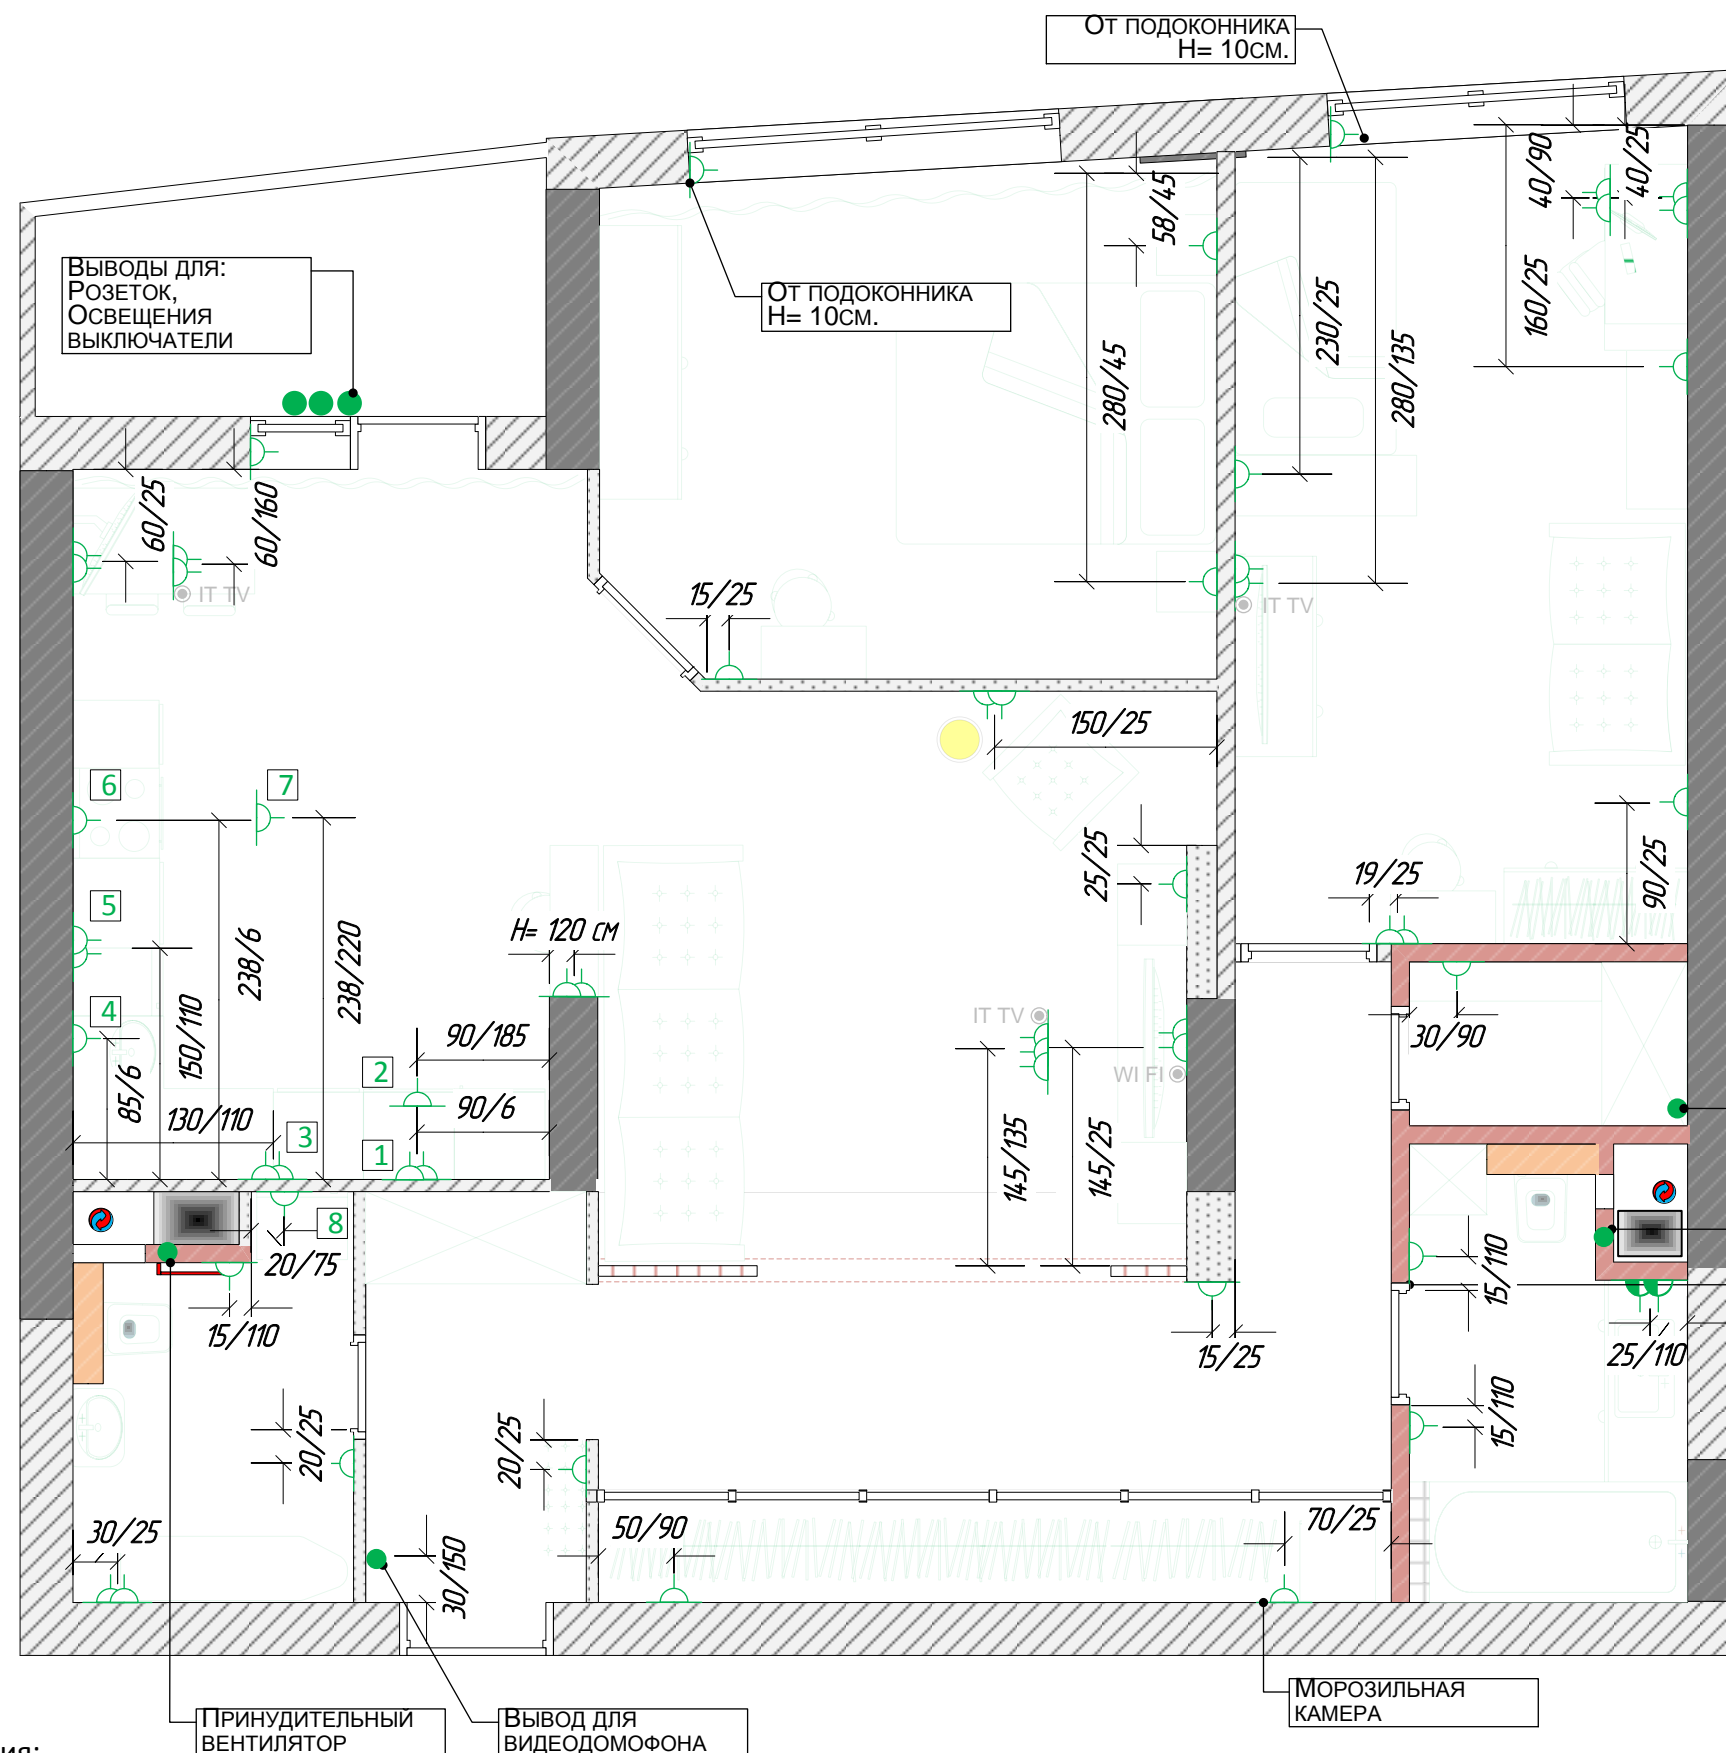 ОТ ПОДОКОННИКА
H= 10СМ.
ВЫВОДЫ ДЛЯ:
РОЗЕТОК,
ОСВЕЩЕНИЯ
ВЫКЛЮЧАТЕЛИ
ОТ ПОДОКОННИКА
H= 10СМ.
58/45
40/90
40/25
160/25
230/25
280/135
280/45
60/25
60/160
IT TV
15/25
IT TV
150/25
6
7
5
4
238/6
238/220
150/110
85/6
130/110
H= 120 СМ
90/185
2
90/6
3
1
25/25
19/25
90/25
IT TV
WI FI
30/90
145/135
145/25
8
20/75
15/110
15/25
15/110
25/110
15/110
20/25
20/25
30/25
30/150
50/90
70/25
МОРОЗИЛЬНАЯ
КАМЕРА
ПРИНУДИТЕЛЬНЫЙ
ВЕНТИЛЯТОР
ВЫВОД ДЛЯ
ВИДЕОДОМОФОНА
ия: